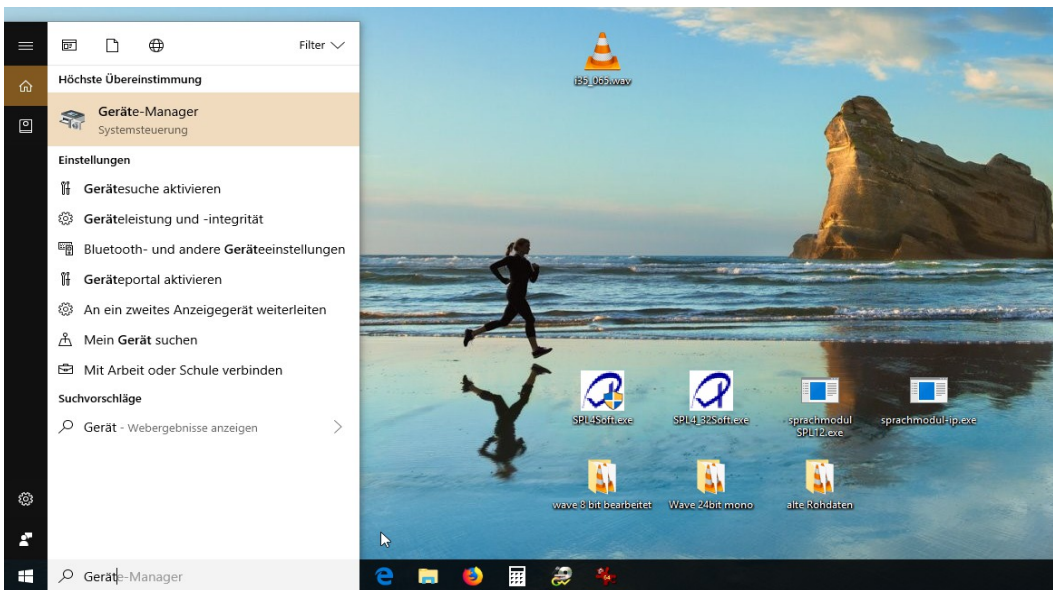 Filter
Höchste Übereinstimmung
Geräte-Manager
Systemsteuerung
Einstellungen
Gerätesuche aktivieren
Geräteleistung und -integrität
Bluetooth- und andere Geräteeinstellungen
Geräteportal aktivieren
An ein zweites Anzeigegerät weiterleiten
Mein Gerät suchen
Mit Arbeit oder Schule verbinden
Suchvorschläge
Gerät - Webergebnisse anzeigen
Geräte-Manager
i35_065.wav
SPL4Soft.exe
SPL4_32Soft.exe
sprachmodul
SPL12.exe
sprachmodul-ip.exe
wave 8 bit bearbeitet
Wave 24bit mono
alte Rohdaten
64